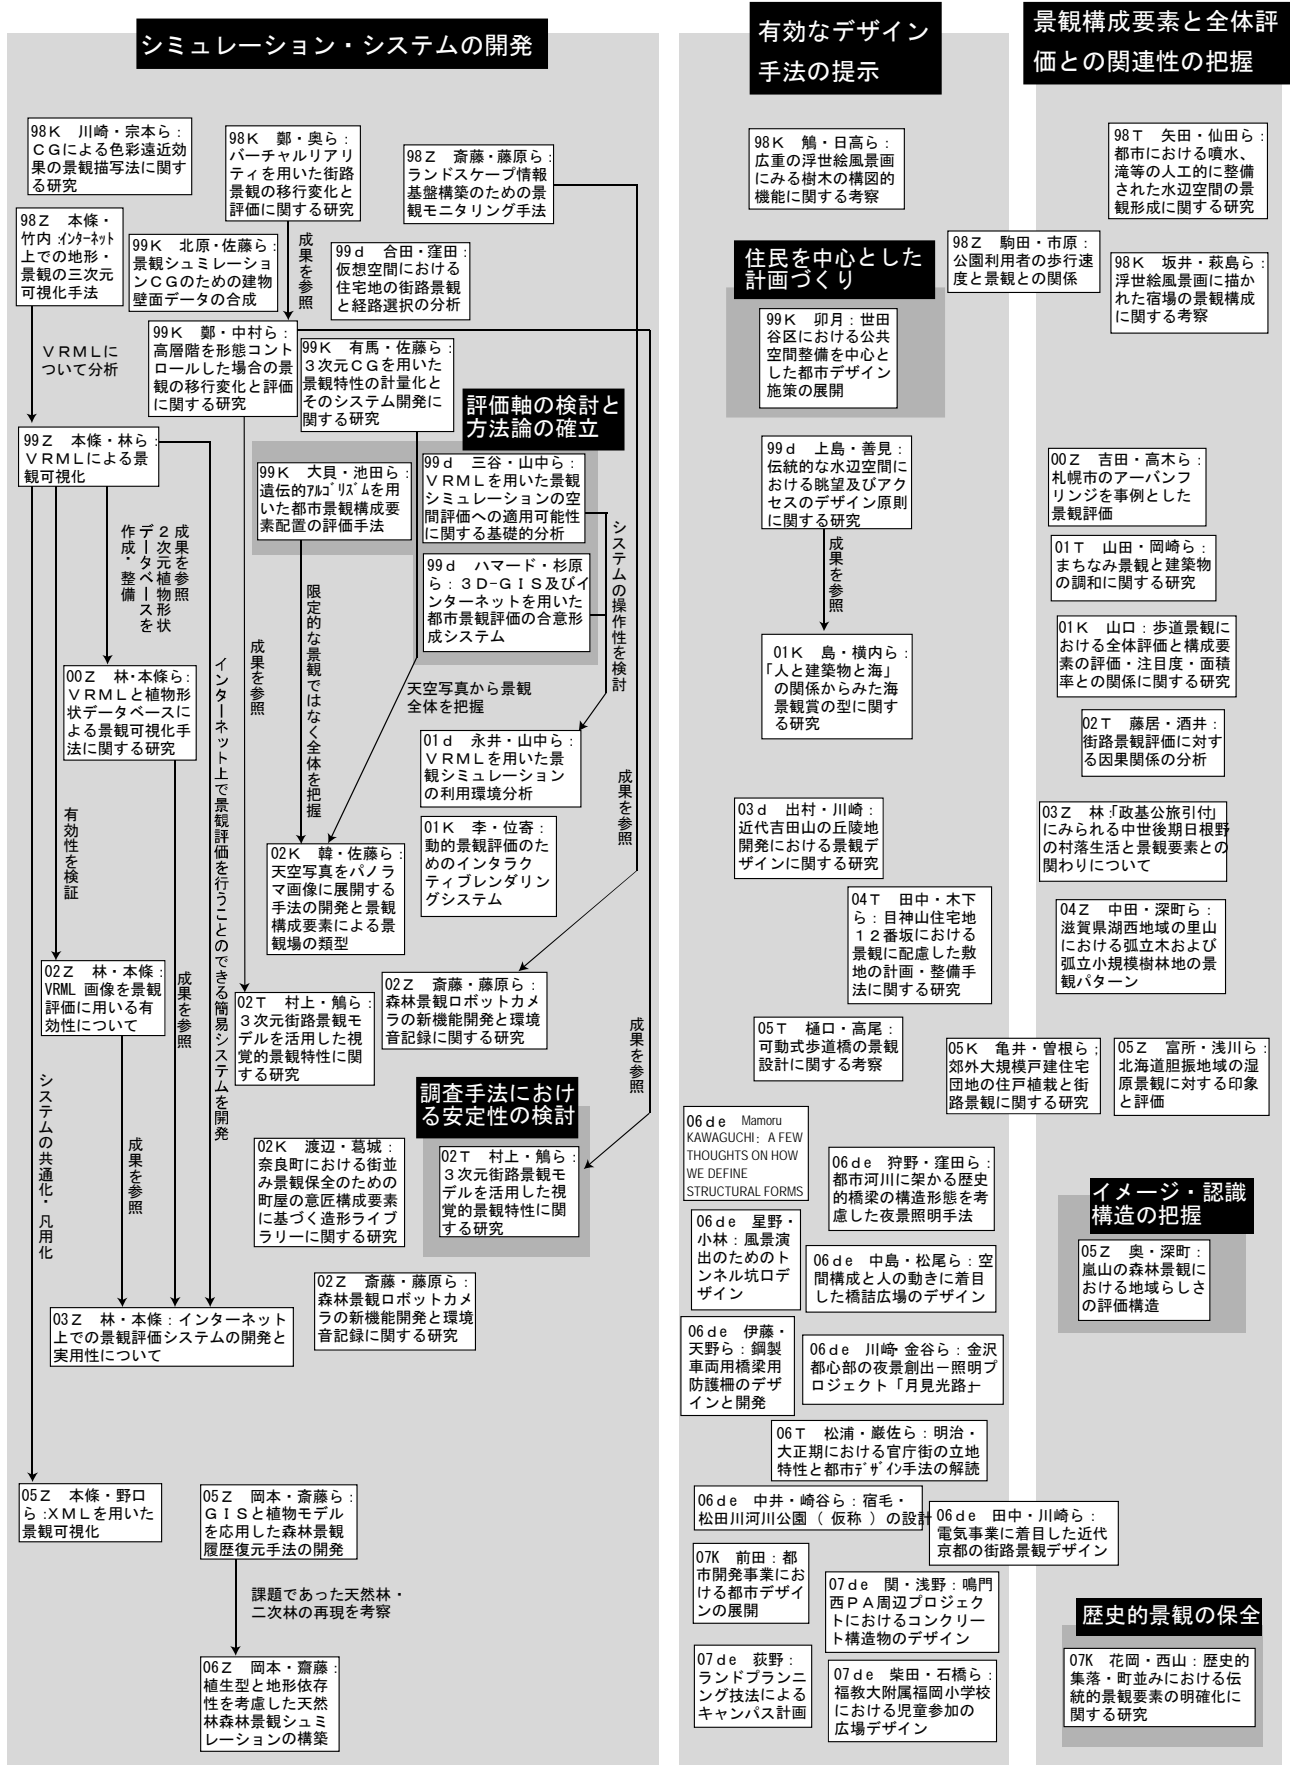 シミュレーション・システムの開発
98K 川崎・宗本ら：
ＣＧによる色彩遠近効
果の景観描写法に関す
る研究
98K 鄭・奥ら：
バーチャルリアリ
ティを用いた街路
景観の移行変化と
評価に関する研究
98Z 斎藤・藤原ら：
ランドスケープ情報
基盤構築のための景
観モニタリング手法
98Z 本條・
竹内：インターネット
上での地形・
景観の三次元
可視化手法
99K 北原・佐藤ら：
景観シュミレーショ
ンＣＧのための建物
壁面データの合成
成果を参照
99d 合田・窪田：
仮想空間における
住宅地の街路景観
と経路選択の分析
ＶＲＭＬに
ついて分析
99K 鄭・中村ら：
高層階を形態コント
ロールした場合の景
観の移行変化と評価
に関する研究
99K 有馬・佐藤ら：
３次元ＣＧを用いた
景観特性の計量化と
そのシステム開発に
関する研究
評価軸の検討と
方法論の確立
99Z 本條・林ら：
ＶＲＭＬによる景
観可視化
99K 大貝・池田ら：
遺伝的アルゴリズムを用
いた都市景観構成要
素配置の評価手法
99d 三谷・山中ら：
ＶＲＭＬを用いた景観
シミュレーションの空
間評価への適用可能性
に関する基礎的分析
99d ハマード・杉原
ら：３Ｄ-ＧＩＳ及びイ
ンターネットを用いた
都市景観評価の合意形
成システム
成果を参照
２次元植物形状
データベースを
作成・整備
システムの操作性を検討
限定的な景観ではなく全体を把握
成果を参照
インターネット上で景観評価を行うことのできる簡易システムを開発
00Z 林・本條ら：
ＶＲＭＬと植物形
状データベースに
よる景観可視化手
法に関する研究
天空写真から景観
全体を把握
01d 永井・山中ら：
ＶＲＭＬを用いた景
観シミュレーション
の利用環境分析
成果を参照
有効性を検証
01K 李・位寄：
動的景観評価のた
めのインタラク
ティブレンダリン
グシステム
02K 韓・佐藤ら：
天空写真をパノラ
マ画像に展開する
手法の開発と景観
構成要素による景
観場の類型
02Z 林・本條：
VRML 画像を景観
評価に用いる有
効性について
成果を参照
02T 村上・鵤ら：
３次元街路景観モ
デルを活用した視
覚的景観特性に関
する研究
02Z 斎藤・藤原ら：
森林景観ロボットカメ
ラの新機能開発と環境
音記録に関する研究
成果を参照
システムの共通化・凡用化
成果を参照
調査手法におけ
る安定性の検討
02K 渡辺・葛城：
奈良町における街並
み景観保全のための
町屋の意匠構成要素
に基づく造形ライブ
ラリーに関する研究
02T 村上・鵤ら：
３次元街路景観モ
デルを活用した視
覚的景観特性に関
する研究
02Z 斎藤・藤原ら：
森林景観ロボットカメ
ラの新機能開発と環境
音記録に関する研究
03Z 林・本條：インターネット
上での景観評価システムの開発と
実用性について
05Z 本條・野口
ら：ＸＭＬを用いた
景観可視化
05Z 岡本・斎藤ら：
ＧＩＳと植物モデル
を応用した森林景観
履歴復元手法の開発
課題であった天然林・
二次林の再現を考察
06Z 岡本・齋藤：
植生型と地形依存
性を考慮した天然
林森林景観シュミ
レーションの構築
有効なデザイン
手法の提示
98K 鵤・日高ら：
広重の浮世絵風景画
にみる樹木の構図的
機能に関する考察
住民を中心とした
計画づくり
99K 卯月：世田
谷区における公共
空間整備を中心と
した都市デザイン
施策の展開
99d 上島・善見：
伝統的な水辺空間に
おける眺望及びアク
セスのデザイン原則
に関する研究
成果を参照
01K 島・横内ら：
「人と建築物と海」
の関係からみた海
景観賞の型に関す
る研究
03d 出村・川崎：
近代吉田山の丘陵地
開発における景観デ
ザインに関する研究
04T 田中・木下
ら：目神山住宅地
１２番坂における
景観に配慮した敷
地の計画・整備手
法に関する研究
05T 樋口・高尾：
可動式歩道橋の景観
設計に関する考察
06de Mamoru
KAWAGUCHI：A FEW
THOUGHTS ON HOW
WE DEFINE
STRUCTURAL FORMS
06de 狩野・窪田ら：
都市河川に架かる歴史
的橋梁の構造形態を考
慮した夜景照明手法
06de 星野・
小林：風景演
出のためのト
ンネル坑口デ
ザイン
06de 中島・松尾ら：空
間構成と人の動きに着目
した橋詰広場のデザイン
06de 伊藤・
天野ら：鋼製
車両用橋梁用
防護柵のデザ
インと開発
06de 川﨑・金谷ら：金沢
都心部の夜景創出－照明プ
ロジェクト「月見光路」－
06T 松浦・巌佐ら：明治・
大正期における官庁街の立地
特性と都市デザイン手法の解読
06de 中井・崎谷ら：宿毛・
松田川河川公園（ 仮称 ）の設計
06de 田中・川崎ら：
電気事業に着目した近代
京都の街路景観デザイン
07K 前田：都
市開発事業にお
ける都市デザイ
ンの展開
07de 関・浅野：鳴門
西ＰＡ周辺プロジェク
トにおけるコンクリー
ト構造物のデザイン
07de 荻野：
ランドプランニ
ング技法による
キャンパス計画
07de 柴田・石橋ら：
福教大附属福岡小学校
における児童参加の
広場デザイン
景観構成要素と全体評
価との関連性の把握
98T 矢田・仙田ら：
都市における噴水、
滝等の人工的に整備
された水辺空間の景
観形成に関する研究
98Z 駒田・市原：
公園利用者の歩行速
度と景観との関係
98K 坂井・萩島ら：
浮世絵風景画に描か
れた宿場の景観構成
に関する考察
00Z 吉田・高木ら：
札幌市のアーバンフ
リンジを事例とした
景観評価
01T 山田・岡崎ら：
まちなみ景観と建築物
の調和に関する研究
01K 山口：歩道景観に
おける全体評価と構成要
素の評価・注目度・面積
率との関係に関する研究
02T 藤居・酒井：
街路景観評価に対す
る因果関係の分析
03Z 林：「政基公旅引付」
にみられる中世後期日根野
の村落生活と景観要素との
関わりについて
04Z 中田・深町ら：
滋賀県湖西地域の里山
における弧立木および
弧立小規模樹林地の景
観パターン
05K 亀井・曽根ら；
郊外大規模戸建住宅
団地の住戸植栽と街
路景観に関する研究
05Z 富所・浅川ら：
北海道胆振地域の湿
原景観に対する印象
と評価
イメージ・認識
構造の把握
05Z 奥・深町：
嵐山の森林景観に
おける地域らしさ
の評価構造
歴史的景観の保全
07K 花岡・西山：歴史的
集落・町並みにおける伝
統的景観要素の明確化に
関する研究